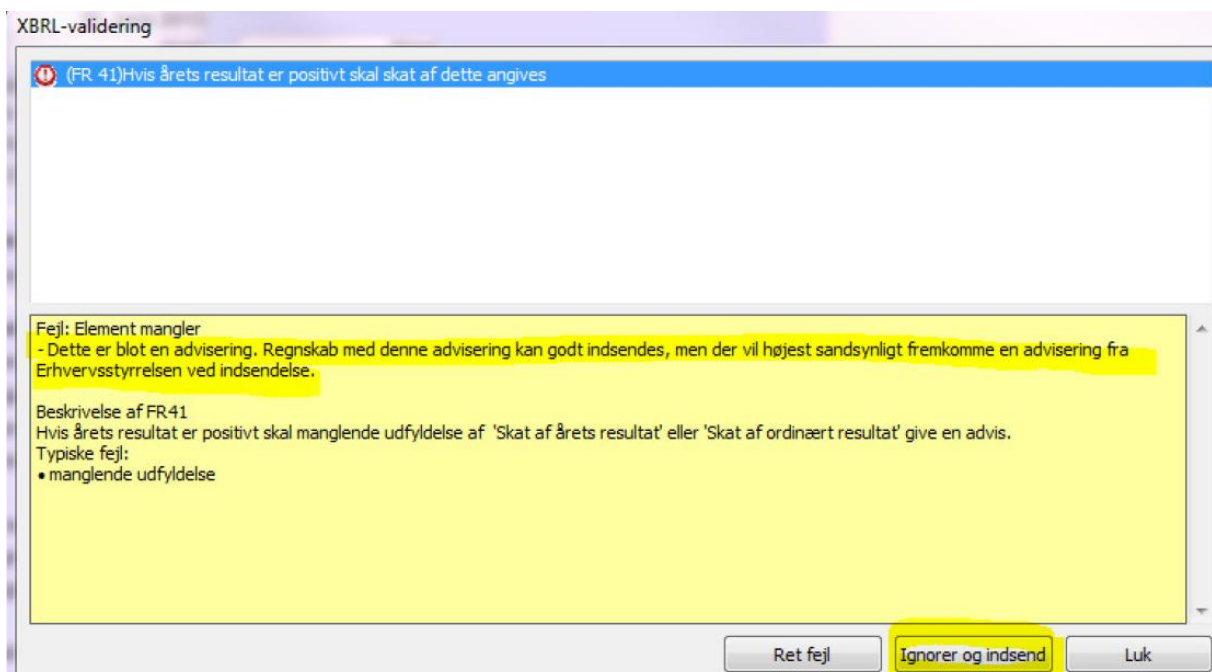 XBRL-validering
(FR 41)Hvis årets resultat er positivt skal skat af dette angives
Fejl: Element mangler
- Dette er blot en advisering. Regnskab med denne advisering kan godt indsendes, men der vil højest sandsynligt fremkomme en advisering fra
Erhvervsstyrrelsen ved indsendelse.
Beskrivelse af FR41
Hvis årets resultat er positivt skal manglende udfyldelse af 'Skat af årets resultat' eller 'Skat af ordinært resultat' give en advis.
Typiske fejl:
• manglende udfyldelse
Ret fejl
Ignorer og indsend
Luk